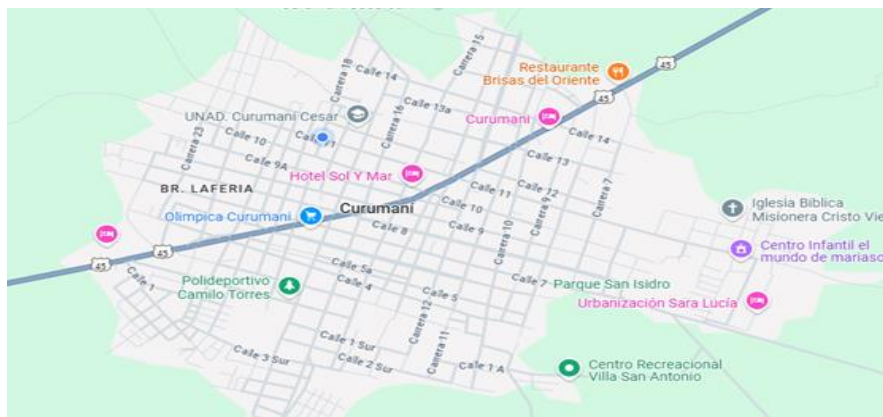 Carrera 15
Carrera 18
Calle 14
Restaurante
Brisas del Oriente
45
45
Calle 13a
Carrera 16
UNAD. Curumaní Cesar
Curumaní
Calle 14
Carrera 23
Calle 10
Calle 13
Calle 9A
Hotel Sol Y Mar
Calle 12
Carrera 7
Calle 11
BR. LAFERIA
Carrera 9
Calle 10
Iglesia Biblica
Misionera Cristo Vie
Olimpica Curumani
Curumaní
Calle 8
Calle 9
Carrera 10
Centro Infantil el
mundo de mariaso
45
45
Calle 5a
Calle 1
Polideportivo
Camilo Torres
Calle 4
Calle 5
Calle 7
Parque San Isidro
Urbanización Sara Lucía
Carrera 12
Carrera 11
Calle 1 Sur
Calle 3 Sur
Calle 2 Sur
Calle 1 A
Centro Recreacional
Villa San Antonio